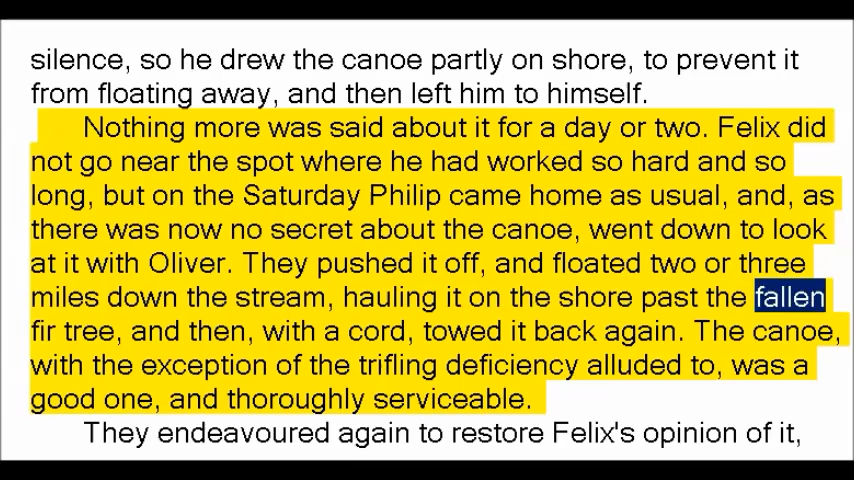 silence, so he drew the canoe partly on shore, to prevent it
from floating away, and then left him to himself.
Nothing more was said about it for a day or two. Felix did
not go near the spot where he had worked so hard and so
long, but on the Saturday Philip came home as usual, and, as
there was now no secret about the canoe, went down to look
at it with Oliver. They pushed it off, and floated two or three
miles down the stream, hauling it on the shore past the fallen
fir tree, and then, with a cord, towed it back again. The canoe,
with the exception of the trifling deficiency alluded to, was a
good one, and thoroughly serviceable.
They endeavoured again to restore Felix's opinion of it,